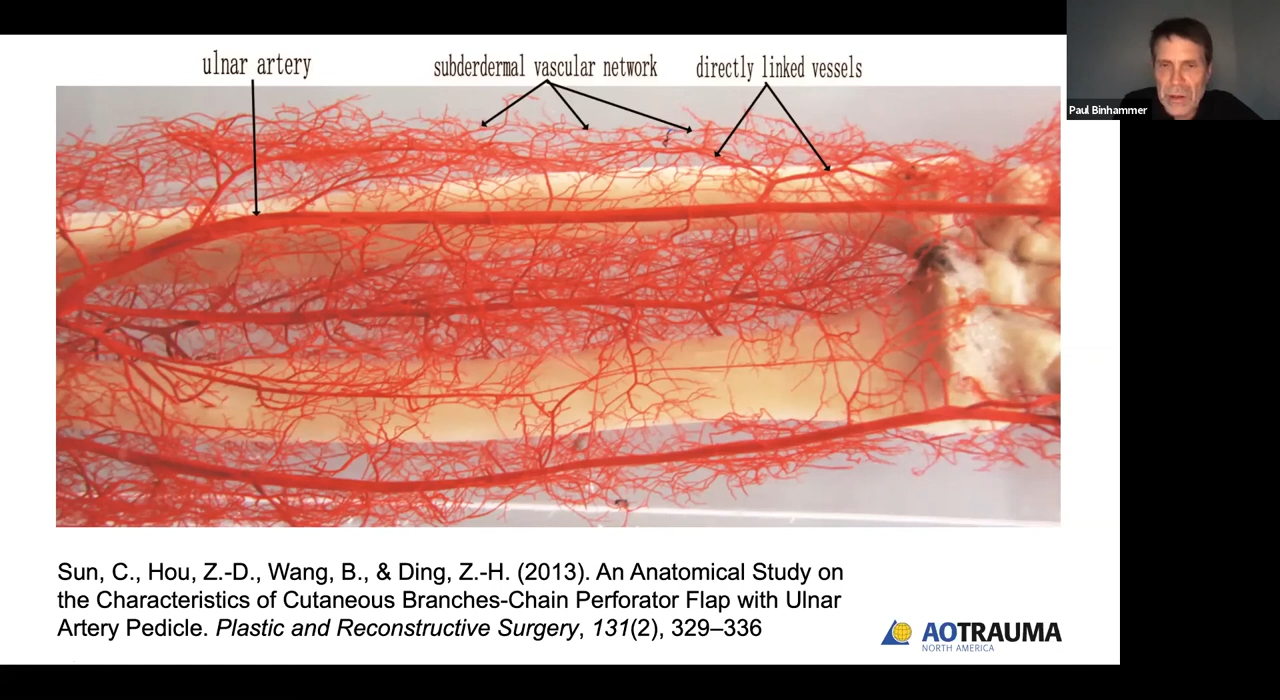 ulnar artery
subderdermal vascular network
directly linked vessels
Paul Binhammer
Sun, C., Hou, Z.-D., Wang, B., & Ding, Z.-H. (2013). An Anatomical Study on
the Characteristics of Cutaneous Branches-Chain Perforator Flap with Ulnar
Artery Pedicle. Plastic and Reconstructive Surgery, 131(2), 329–336
AOTRAUMA
NORTH AMERICA